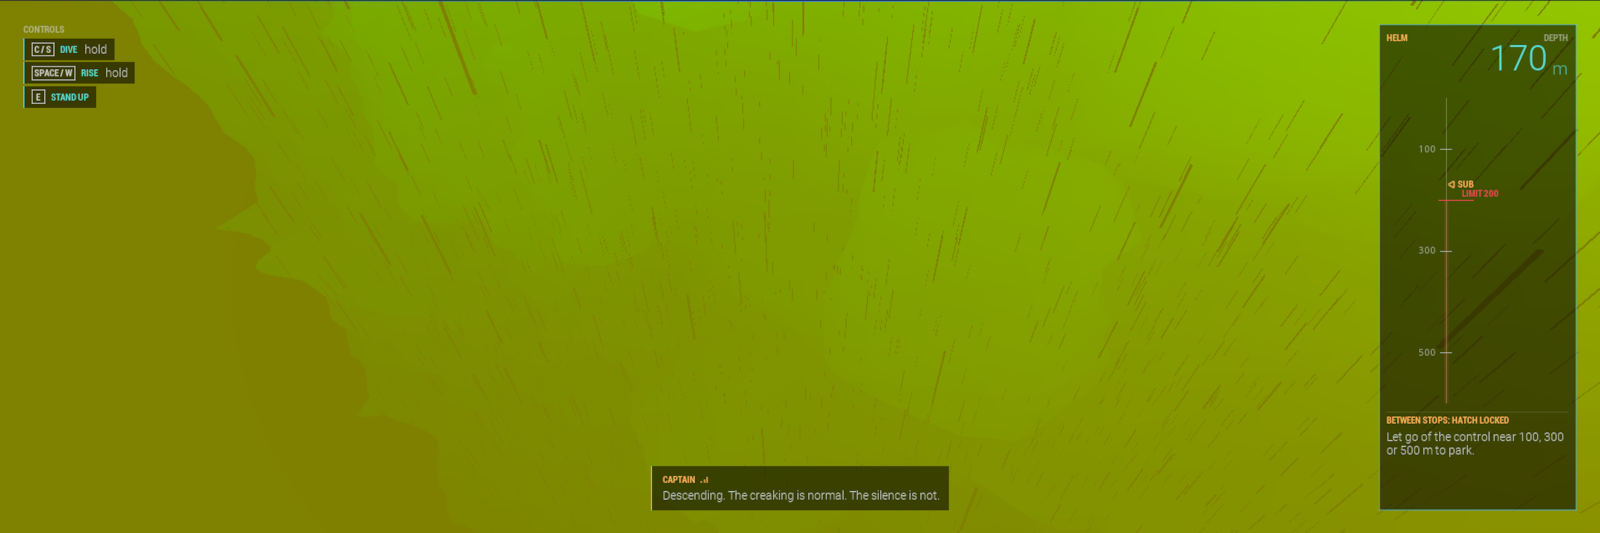 CONTROLS
C / S DIVE hold
SPACE / W RISE hold
E STAND UP
HELM
DEPTH
170 m
100
SUB
LIMIT 200
300
500
BETWEEN STOPS: HATCH LOCKED
Let go of the control near 100, 300
or 500 m to park.
CAPTAIN
Descending. The creaking is normal. The silence is not.